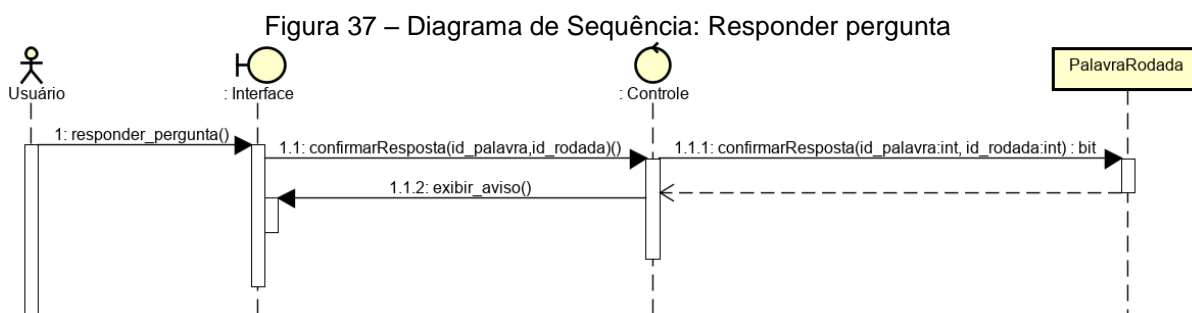 Figura 37 – Diagrama de Sequência: Responder pergunta
Usuário
: Interface
: Controle
PalavraRodada
1: responder_pergunta()
1.1: confirmarResposta(id_palavra,id_rodada)()
1.1.1: confirmarResposta(id_palavra:int, id_rodada:int) : bit
1.1.2: exibir_aviso()